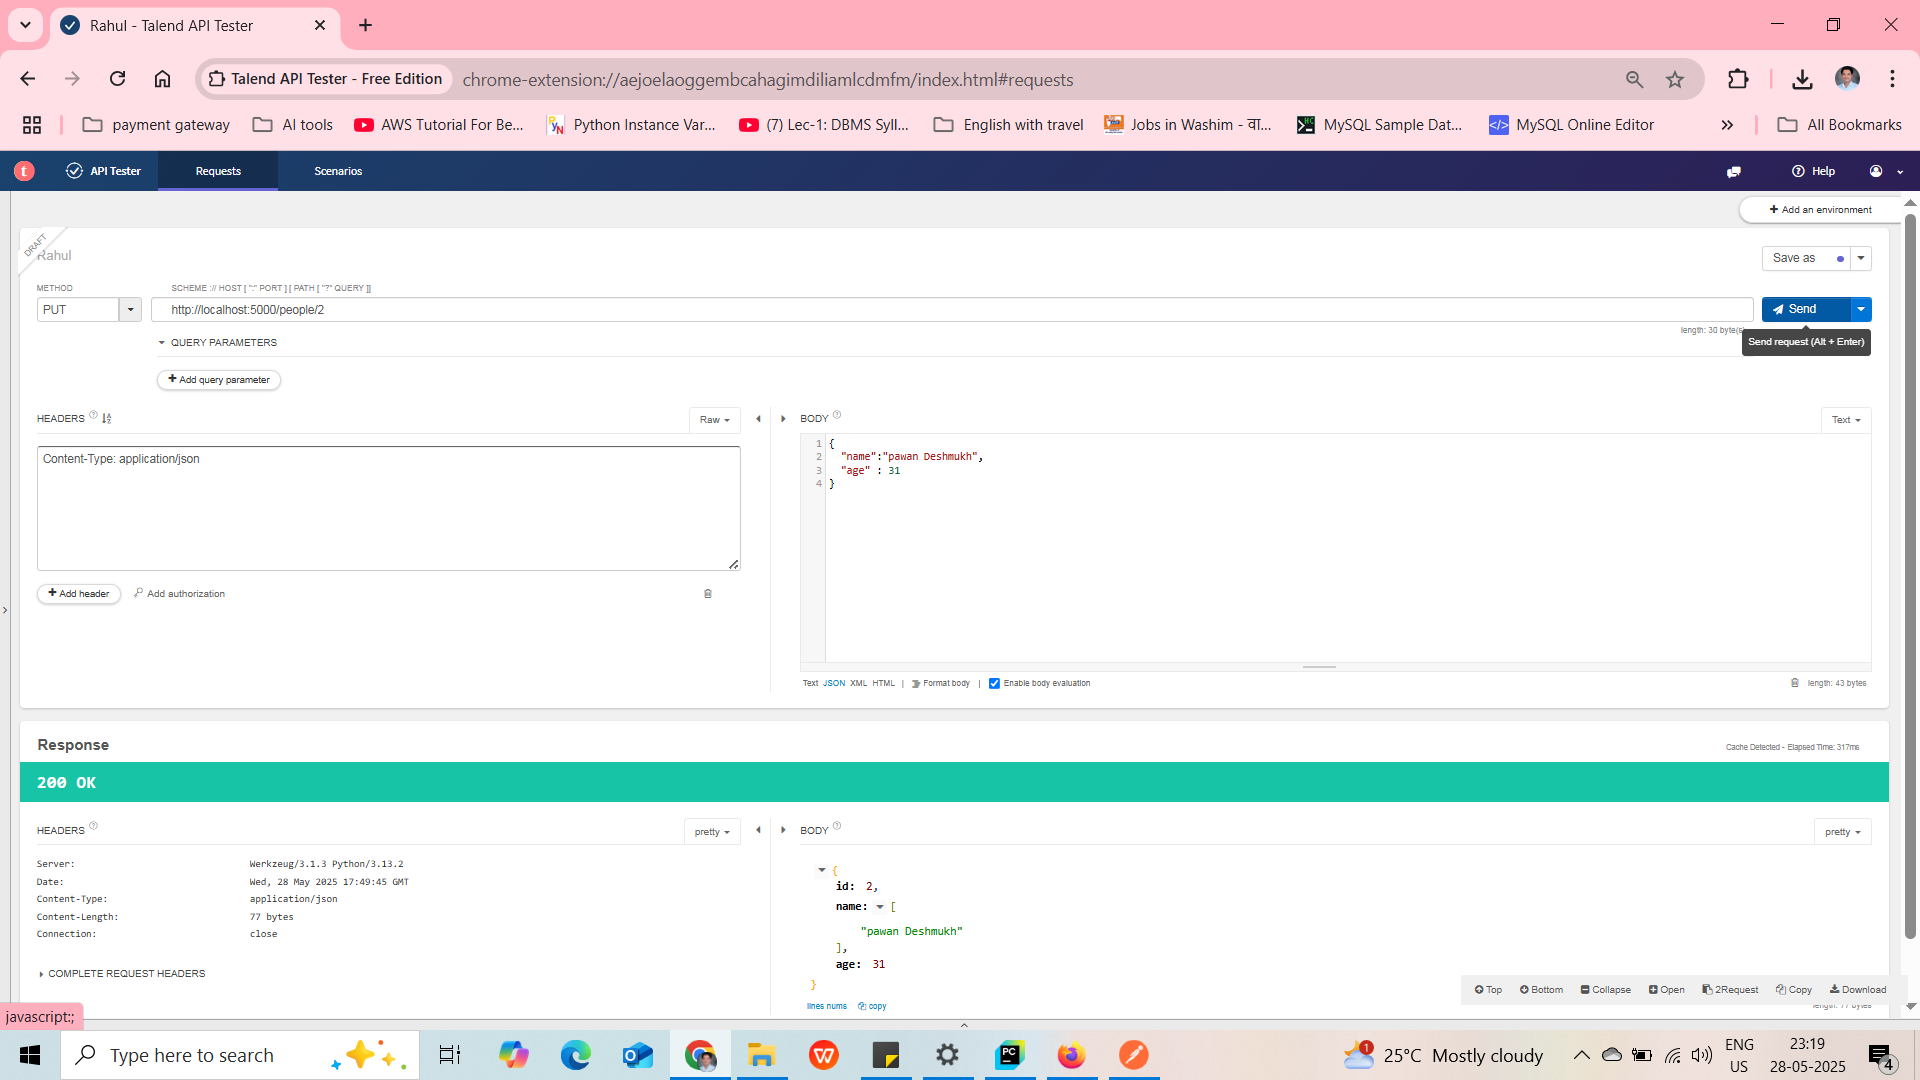 Rahul - Talend API Tester
Talend API Tester - Free Edition
chrome-extension://aejoelaoggembcahagimdiliamlcdmfm/index.html#requests
payment gateway
AI tools
AWS Tutorial For Be...
Python Instance Var...
(7) Lec-1: DBMS Syll...
English with travel
Jobs in Washim - वा...
MySQL Sample Dat...
MySQL Online Editor
All Bookmarks
API Tester
Requests
Scenarios
Help
Add an environment
DRAFT
Rahul
Save as
METHOD
SCHEME :// HOST [ ":" PORT ] [ PATH [ "?" QUERY ]]
PUT
http://localhost:5000/people/2
Send
length: 30 byte(s)
Send request (Alt + Enter)
QUERY PARAMETERS
Add query parameter
HEADERS
Raw
BODY
Text
Content-Type: application/json
1 {
2 "name":"pawan Deshmukh",
3 "age" : 31
4 }
Add header
Add authorization
Text JSON XML HTML | Format body | Enable body evaluation
length: 43 bytes
Response
Cache Detected - Elapsed Time: 317ms
200 OK
HEADERS
pretty
BODY
pretty
Server: Werkzeug/3.1.3 Python/3.13.2
Date: Wed, 28 May 2025 17:49:45 GMT
Content-Type: application/json
Content-Length: 77 bytes
Connection: close
COMPLETE REQUEST HEADERS
{
id: 2,
name: [
"pawan Deshmukh"
],
age: 31
}
lines nums copy
Top Bottom Collapse Open 2Request Copy Download
length: 77 bytes
javascript:;
Type here to search
1
25°C Mostly cloudy
ENG
US
23:19
28-05-2025
4